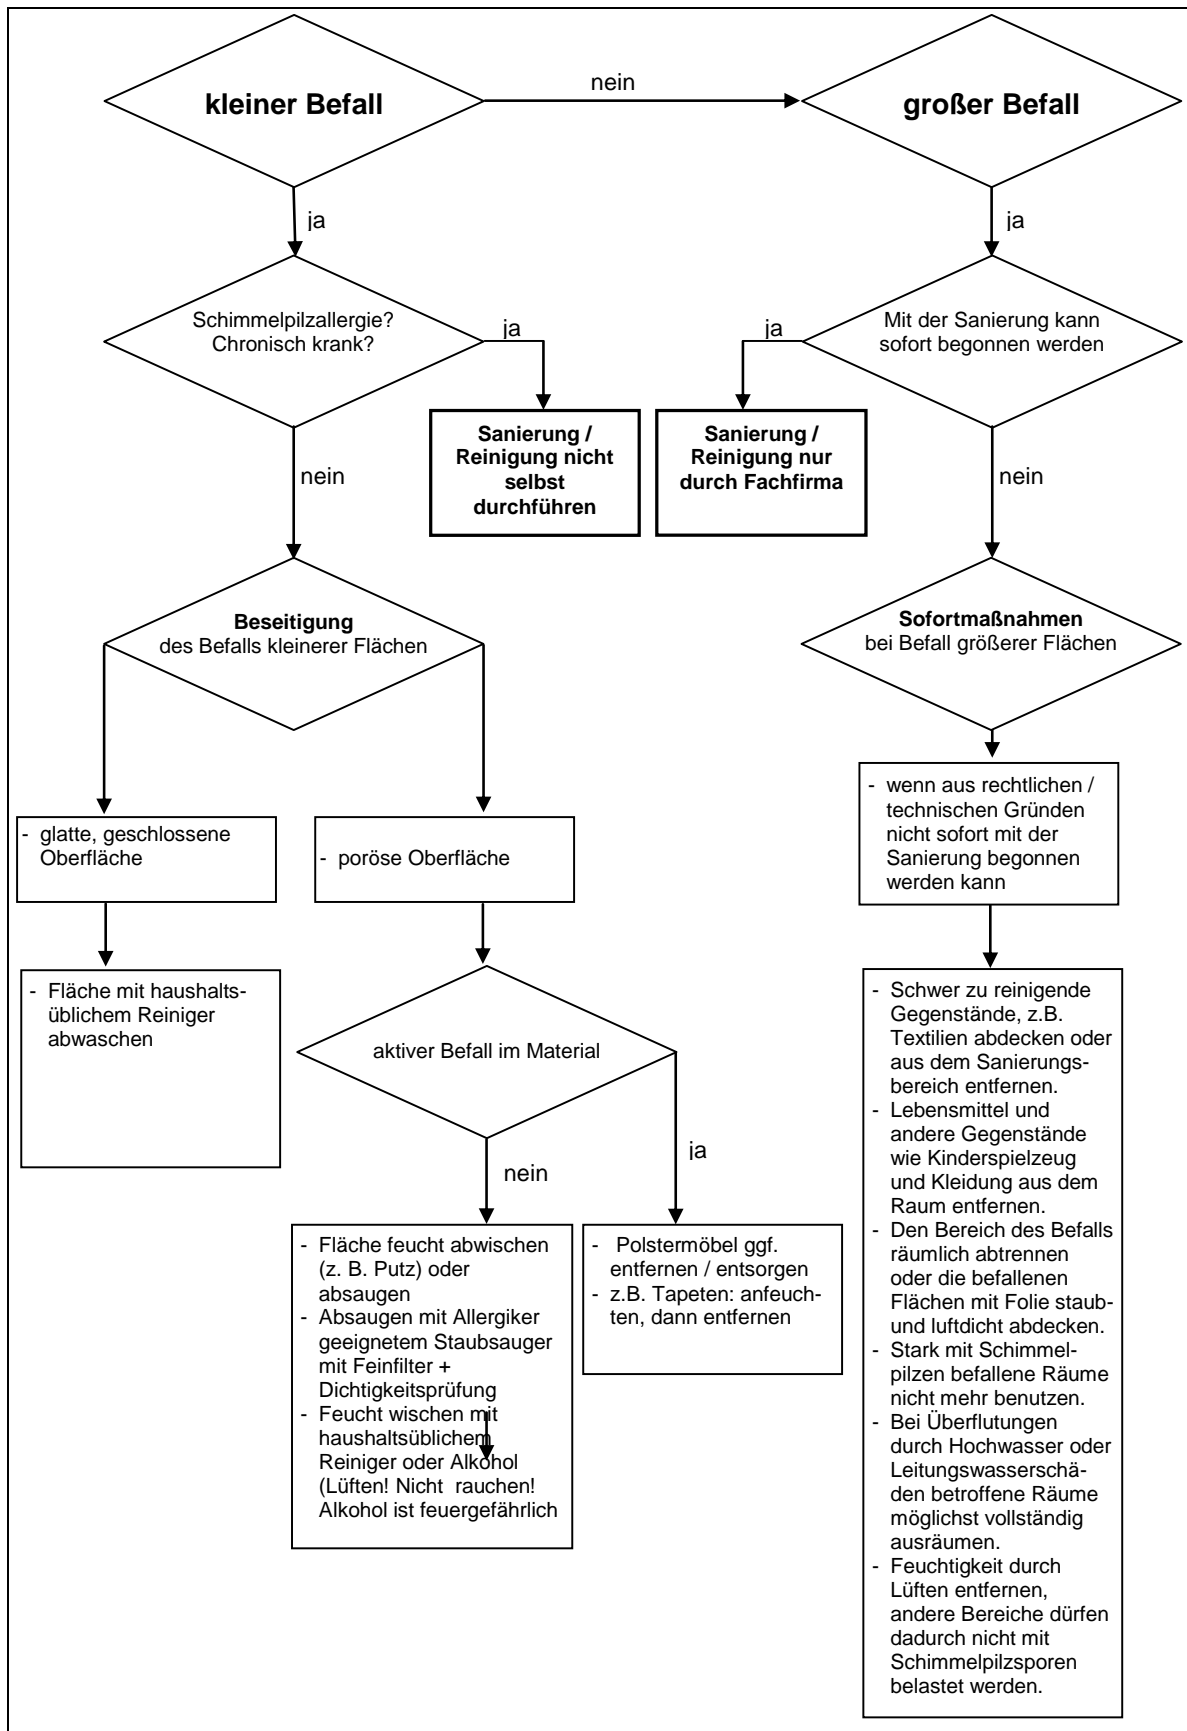 kleiner Befall
nein
großer Befall
ja
ja
Schimmelpilzallergie?
Chronisch krank?
ja
ja
Mit der Sanierung kann
sofort begonnen werden
Sanierung /
Reinigung nicht
selbst
durchführen
Sanierung /
Reinigung nur
durch Fachfirma
nein
nein
Beseitigung
des Befalls kleinerer Flächen
Sofortmaßnahmen
bei Befall größerer Flächen
- glatte, geschlossene
Oberfläche
- poröse Oberfläche
- wenn aus rechtlichen /
technischen Gründen
nicht sofort mit der
Sanierung begonnen
werden kann
- Fläche mit haushalts-
üblichem Reiniger
abwaschen
aktiver Befall im Material
nein
ja
- Fläche feucht abwischen
(z. B. Putz) oder
absaugen
- Absaugen mit Allergiker
geeignetem Staubsauger
mit Feinfilter +
Dichtigkeitsprüfung
- Feucht wischen mit
haushaltsüblichem
Reiniger oder Alkohol
(Lüften! Nicht rauchen!
Alkohol ist feuergefährlich
- Polstermöbel ggf.
entfernen / entsorgen
- z.B. Tapeten: anfeuch-
ten, dann entfernen
- Schwer zu reinigende
Gegenstände, z.B.
Textilien abdecken oder
aus dem Sanierungs-
bereich entfernen.
- Lebensmittel und
andere Gegenstände
wie Kinderspielzeug
und Kleidung aus dem
Raum entfernen.
- Den Bereich des Befalls
räumlich abtrennen
oder die befallenen
Flächen mit Folie staub-
und luftdicht abdecken.
- Stark mit Schimmel-
pilzen befallene Räume
nicht mehr benutzen.
- Bei Überflutungen
durch Hochwasser oder
Leitungswasserschä-
den betroffene Räume
möglichst vollständig
ausräumen.
- Feuchtigkeit durch
Lüften entfernen,
andere Bereiche dürfen
dadurch nicht mit
Schimmelpilzsporen
belastet werden.